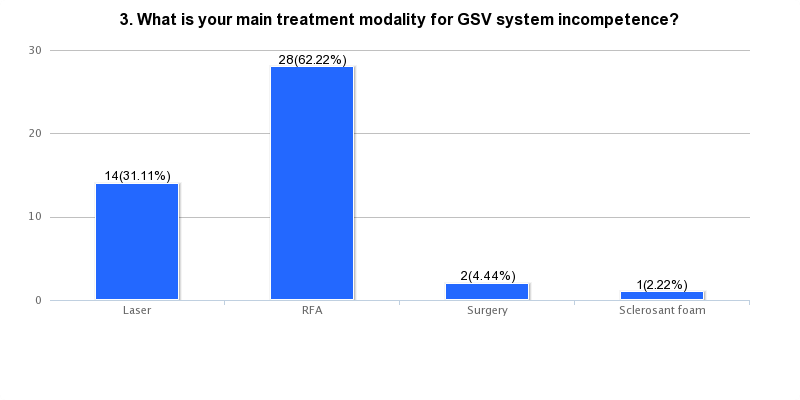 3. What is your main treatment modality for GSV system incompetence?
30
28(62.22%)
20
14(31.11%)
10
2(4.44%)
1(2.22%)
0
Laser
RFA
Surgery
Sclerosant foam